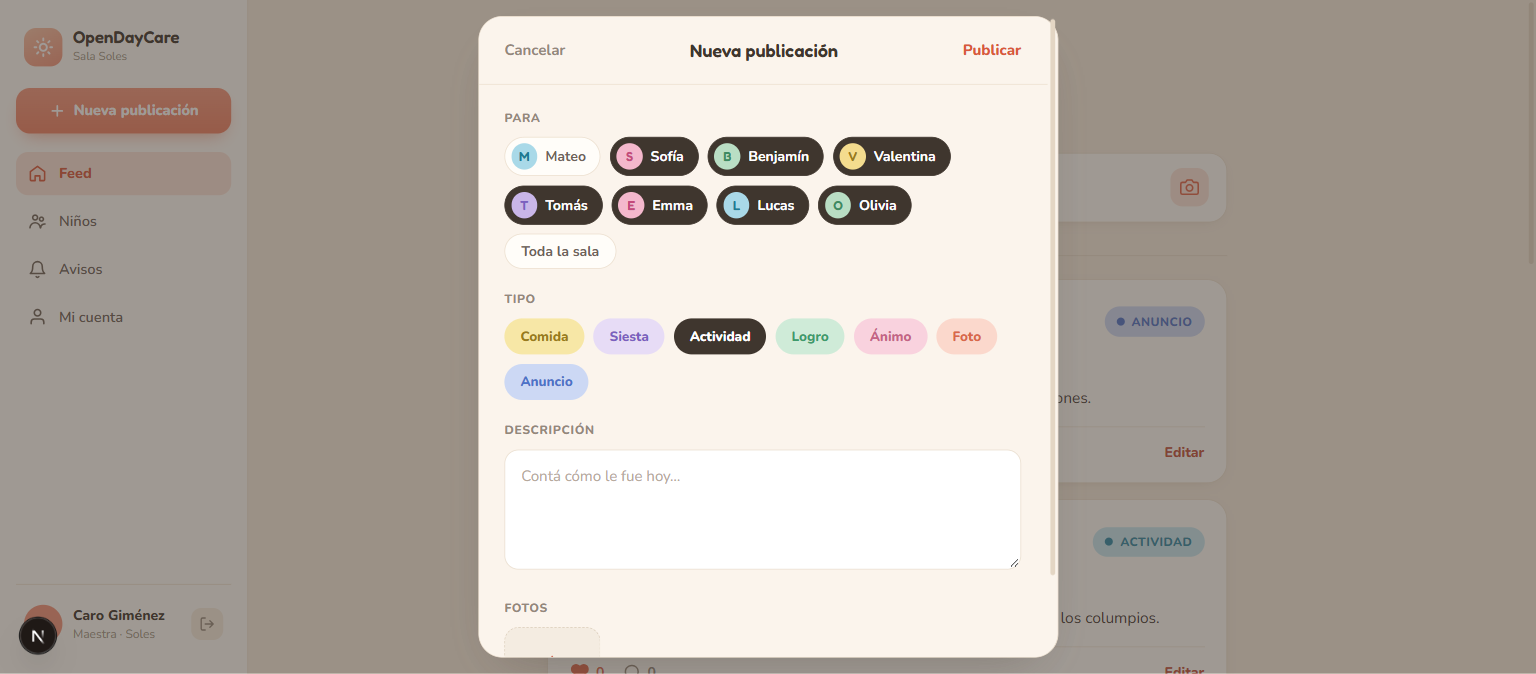 OpenDayCare
Sala Soles
Nueva publicación
Feed
Niños
Avisos
Mi cuenta
Caro Giménez
Maestra · Soles
N
Cancelar
Nueva publicación
Publicar
PARA
M Mateo
S Sofía
B Benjamín
V Valentina
T Tomás
E Emma
L Lucas
O Olivia
Toda la sala
TIPO
Comida
Siesta
Actividad
Logro
Ánimo
Foto
Anuncio
DESCRIPCIÓN
Contá cómo le fue hoy...
FOTOS
ANUNCIO
ones.
Editar
ACTIVIDAD
los columpios.
0
0
Editar